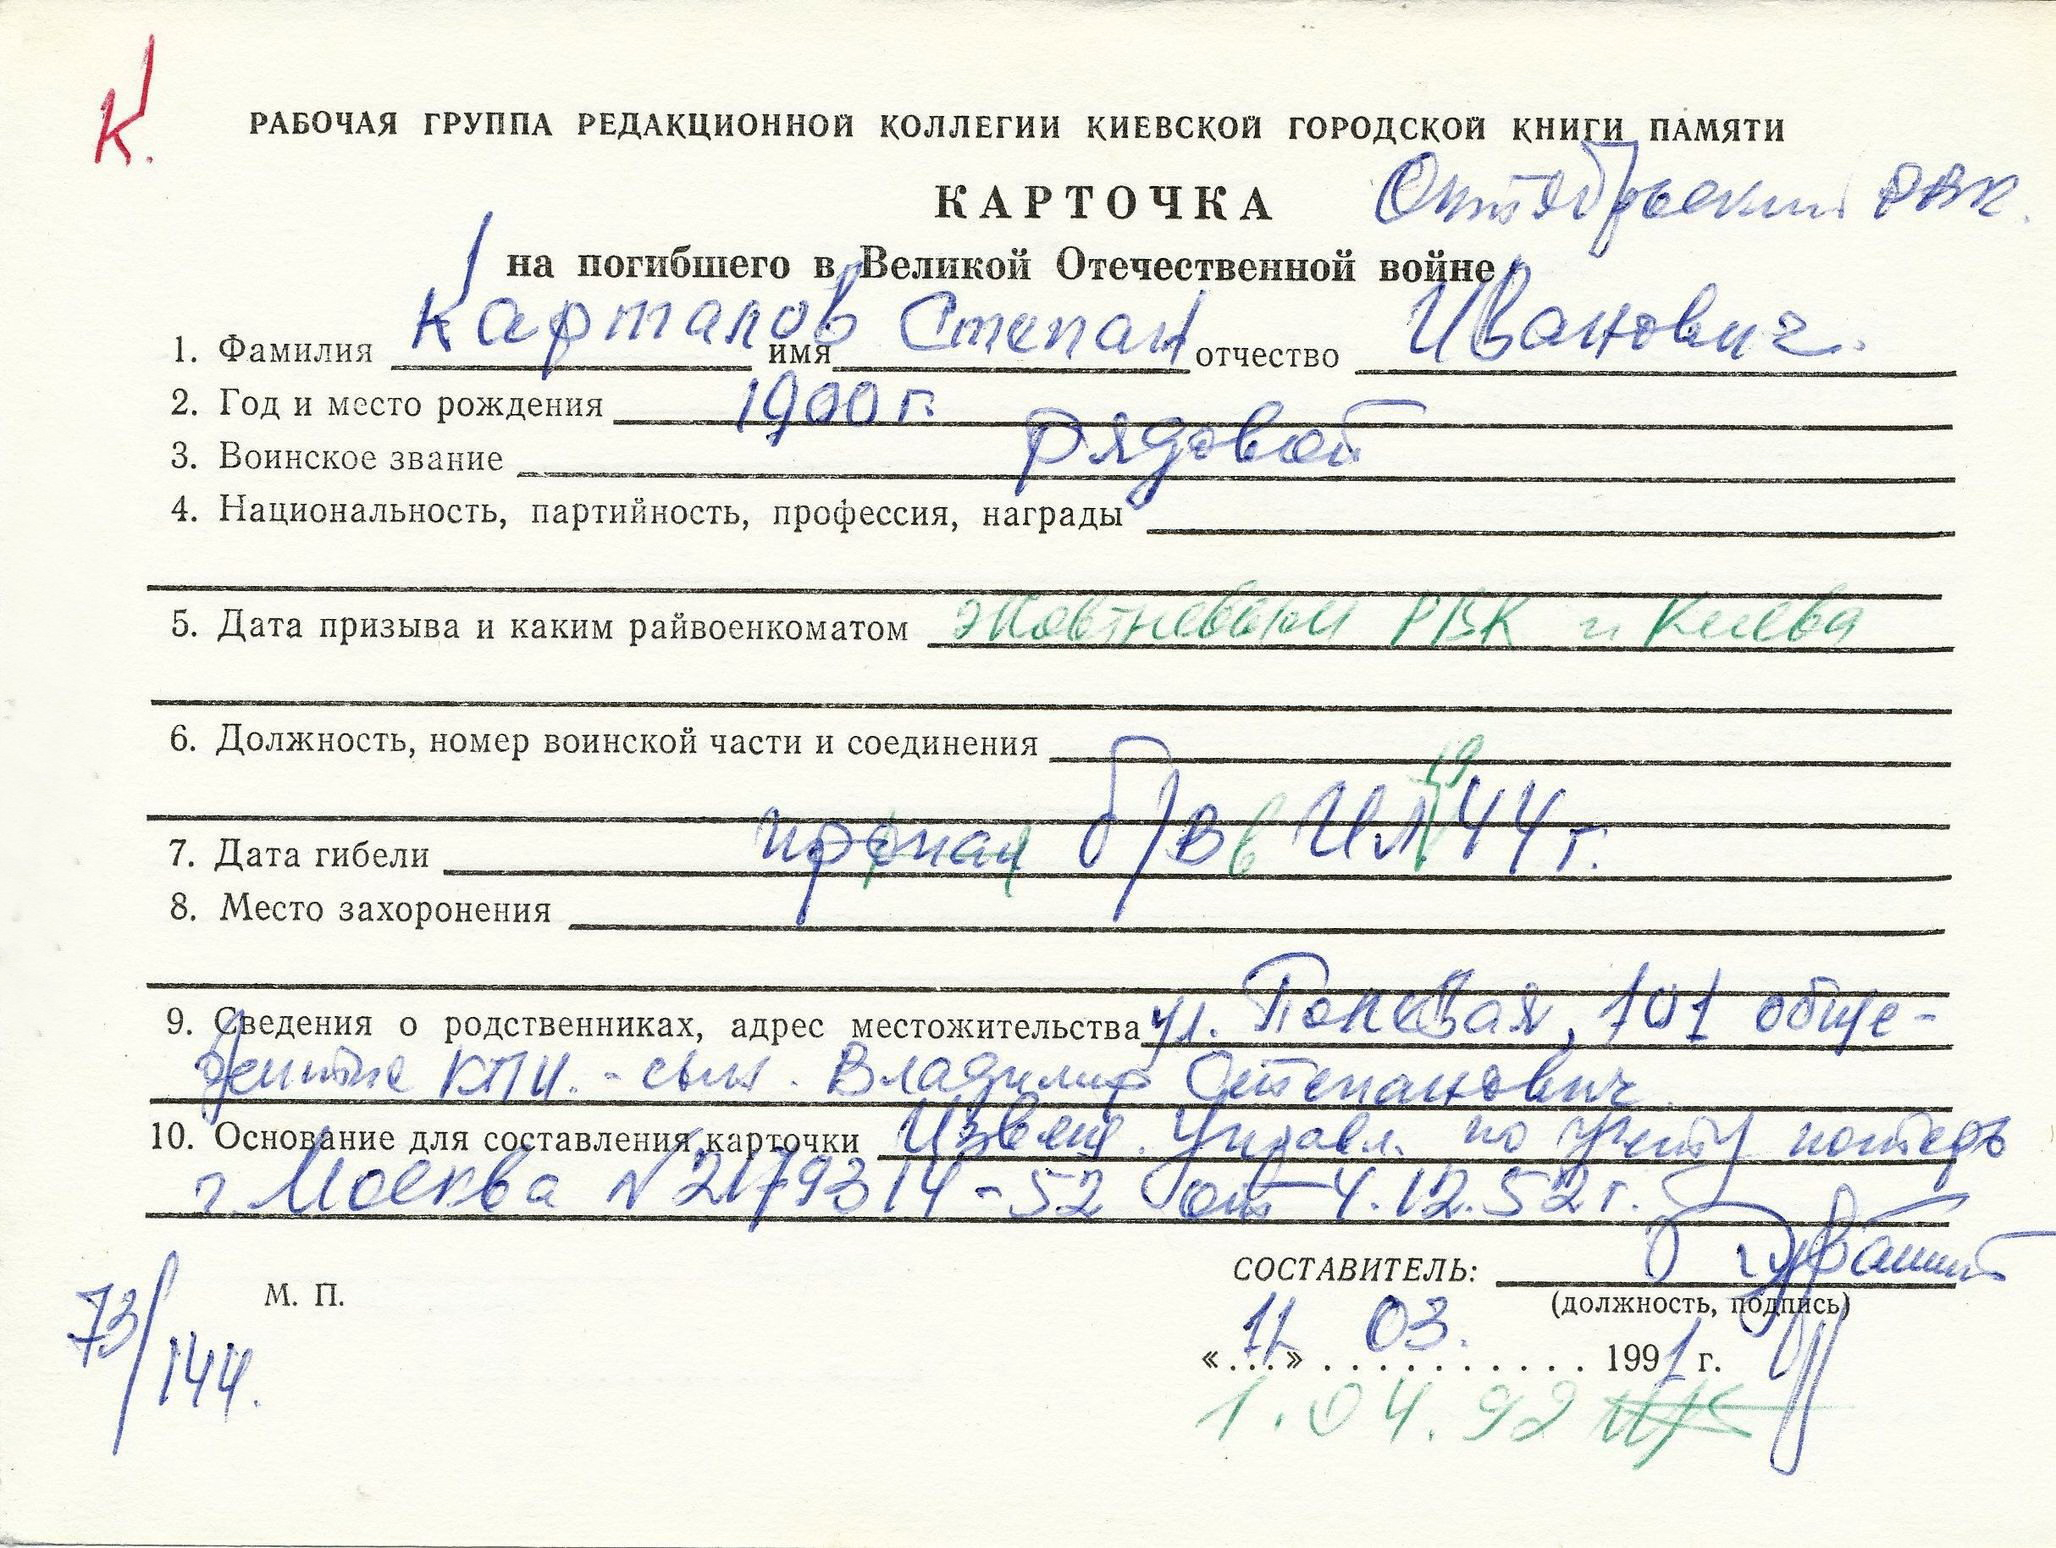 К.
РАБОЧАЯ ГРУППА РЕДАКЦИОННОЙ КОЛЛЕГИИ КИЕВСКОЙ ГОРОДСКОЙ КНИГИ ПАМЯТИ
КАРТОЧКА Октябрьский РВК.
на погибшего в Великой Отечественной войне
1. Фамилия Карталов имя Степан отчество Иванович.
2. Год и место рождения 1900 г.
3. Воинское звание рядовой
4. Национальность, партийность, профессия, награды
5. Дата призыва и каким райвоенкоматом Жовтневым РВК г. Киева
6. Должность, номер воинской части и соединения
7. Дата гибели пропал б/в в 1944 г.
8. Место захоронения
9. Сведения о родственниках, адрес местожительства ул. Полевая, 101 обще-
житие КПИ. - сын. Владимир Степанович.
10. Основание для составления карточки Извещ. Управл. по учету потерь
г. Москва № 2179314-52 от 4.12.52 г.
СОСТАВИТЕЛЬ:
(должность, подпись)
М. П.
73/144.
«11» 03. 1991 г.
1.04.92